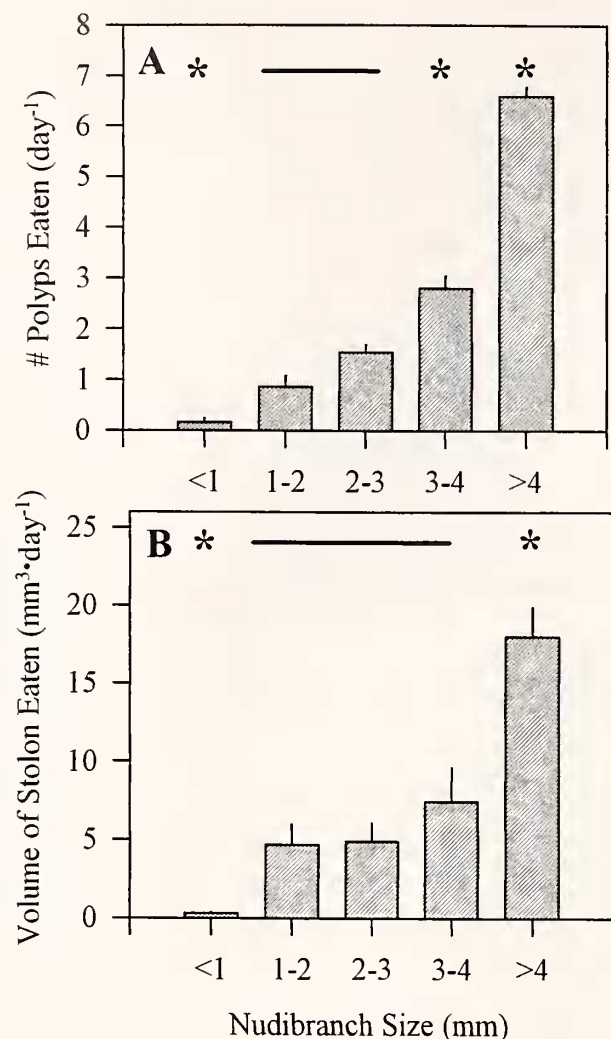 A
*
*
*
# Polyps Eaten (day-1)
8
7
6
5
4
3
2
1
0
<1 1-2 2-3 3-4 >4
B
*
*
Volume of Stolon Eaten (mm3•day-1)
25
20
15
10
5
0
<1 1-2 2-3 3-4 >4
Nudibranch Size (mm)